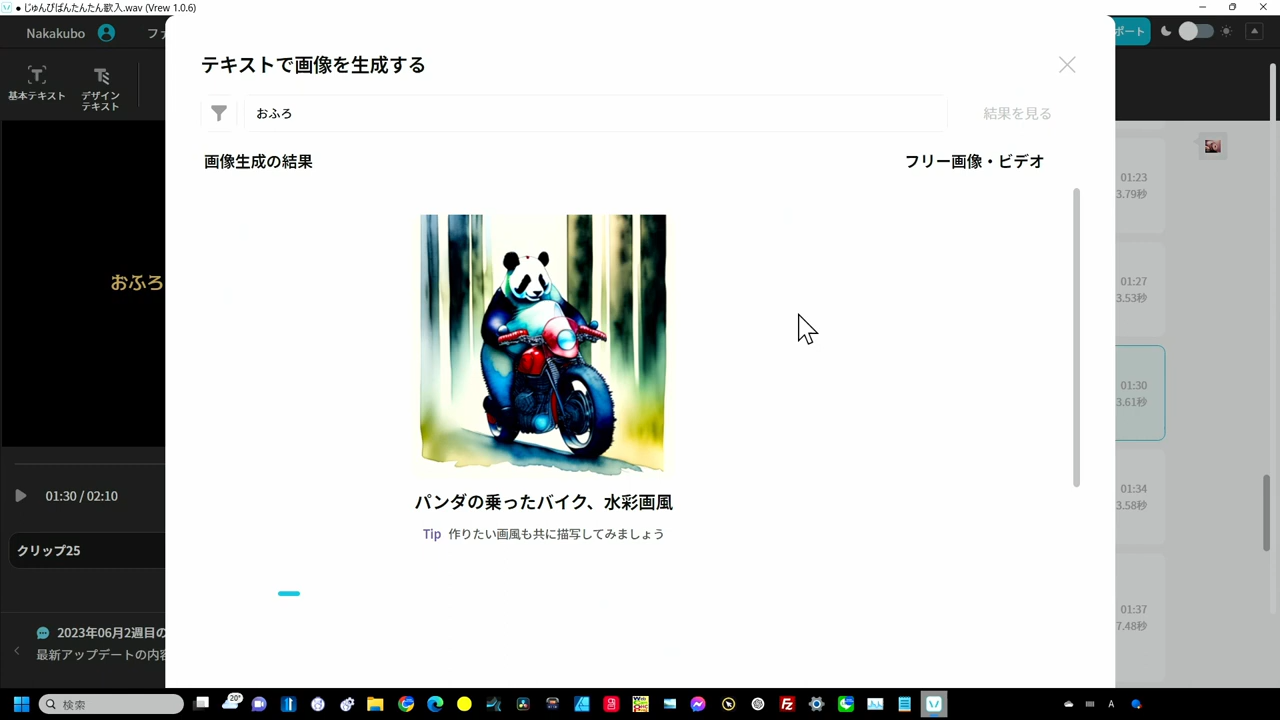 ● じゅんびぱんたんたん歌入.wav (Vrew 1.0.6)
Nakakubo
ファ
ポート
基本テキスト
デザイン
テキスト
テキストで画像を生成する
おふろ
結果を見る
画像生成の結果
フリー画像・ビデオ
おふろ
パンダの乗ったバイク、水彩画風
Tip 作りたい画風も共に描写してみましょう
01:23
3.79秒
01:27
3.53秒
01:30
3.61秒
01:34
3.58秒
01:37
7.48秒
01:30 / 02:10
クリップ25
2023年06月2週目の
最新アップデートの内容
検索
20°
A